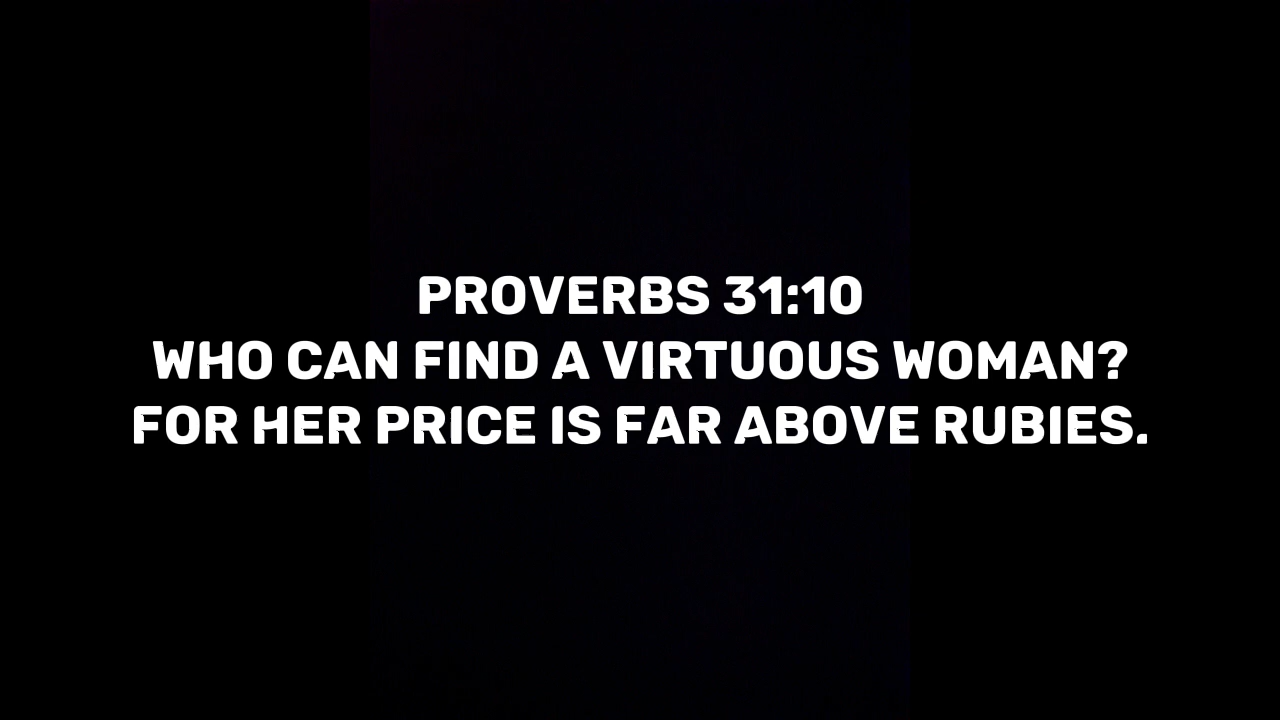 PROVERBS 31:10
WHO CAN FIND A VIRTUOUS WOMAN?
FOR HER PRICE IS FAR ABOVE RUBIES.